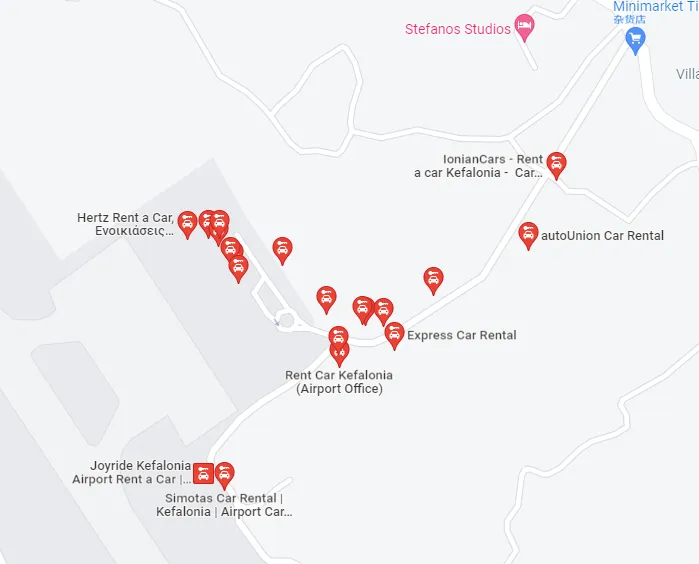 Minimarket Ti
杂货店
Stefanos Studios
Villa
IonianCars - Rent
a car Kefalonia - Car...
Hertz Rent a Car,
Ενοικιάσεις...
autoUnion Car Rental
Express Car Rental
Rent Car Kefalonia
(Airport Office)
Joyride Kefalonia
Airport Rent a Car |...
Simotas Car Rental |
Kefalonia | Airport Car...